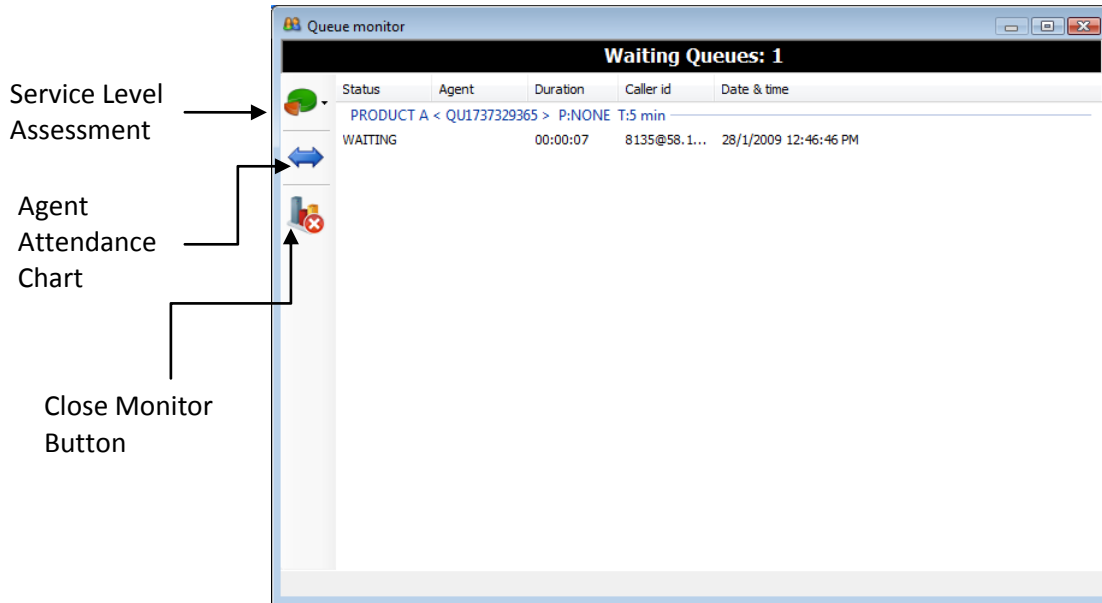 Queue monitor
Waiting Queues: 1
Status Agent Duration Caller id Date & time
PRODUCT A < QU1737329365 > P:NONE T:5 min
WAITING 00:00:07 8135@58.1... 28/1/2009 12:46:46 PM
Service Level
Assessment
Agent
Attendance
Chart
Close Monitor
Button